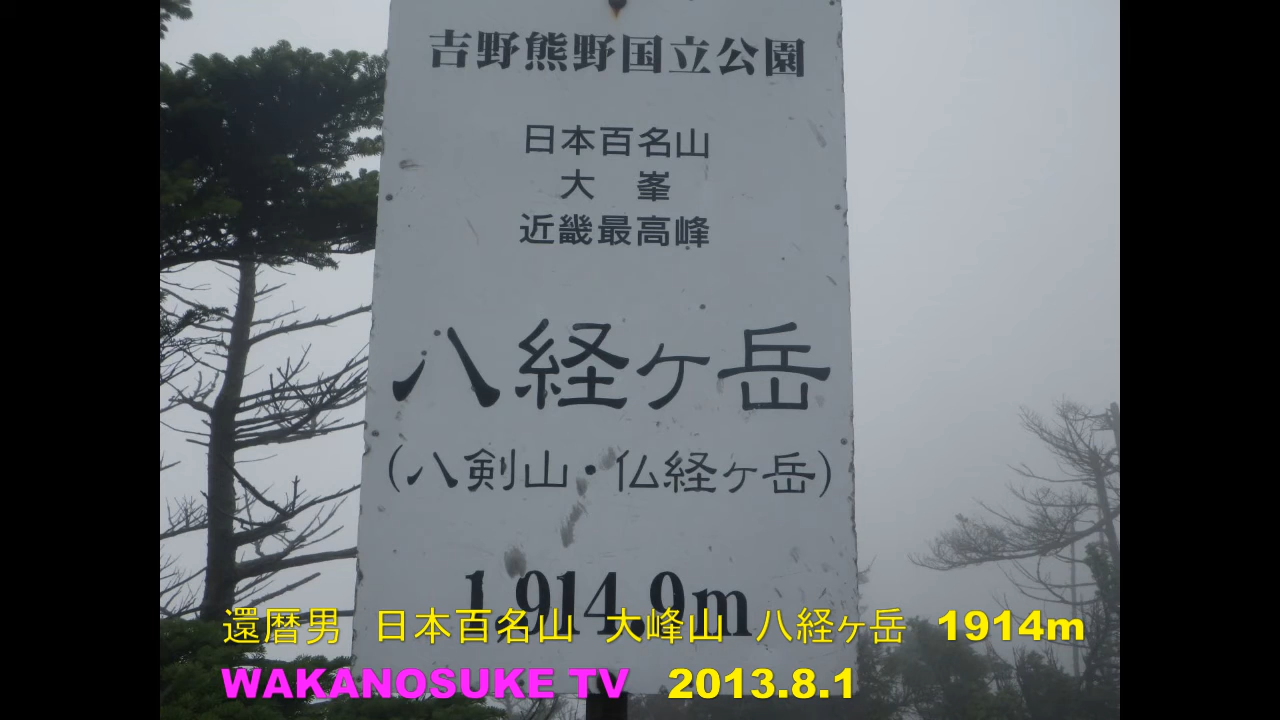 吉野熊野国立公園
日本百名山
大峯
近畿最高峰
八経ヶ岳
(八剣山・仏経ヶ岳)
1,914.9m
還暦男 日本百名山 大峰山 八経ヶ岳 1914m
WAKANOSUKE TV 2013.8.1